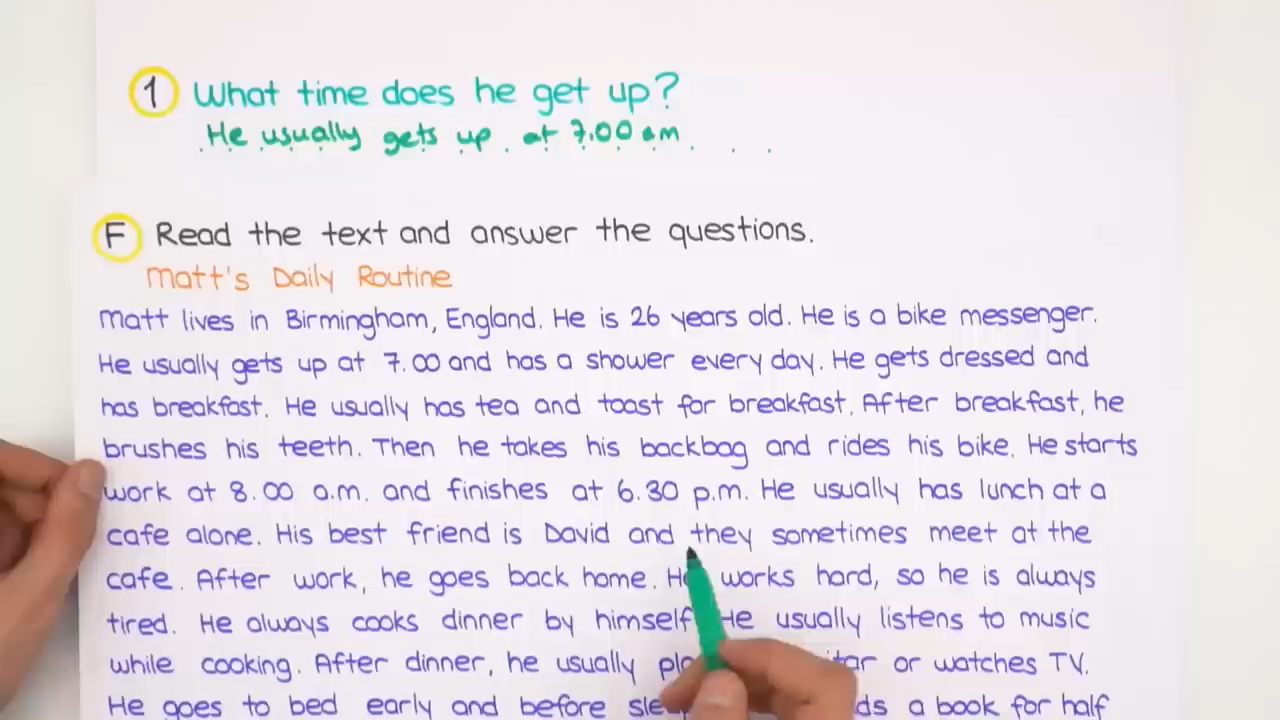 1 What time does he get up?
He usually gets up at 7.00 am
F Read the text and answer the questions.
Matt's Daily Routine
Matt lives in Birmingham, England. He is 26 years old. He is a bike messenger.
He usually gets up at 7.00 and has a shower every day. He gets dressed and
has breakfast. He usually has tea and toast for breakfast. After breakfast, he
brushes his teeth. Then he takes his backbag and rides his bike. He starts
work at 8.00 a.m. and finishes at 6.30 p.m. He usually has lunch at a
cafe alone. His best friend is David and they sometimes meet at the
cafe. After work, he goes back home. He works hard, so he is always
tired. He always cooks dinner by himself. He usually listens to music
while cooking. After dinner, he usually or watches TV.
He goes to bed early and before a book for half